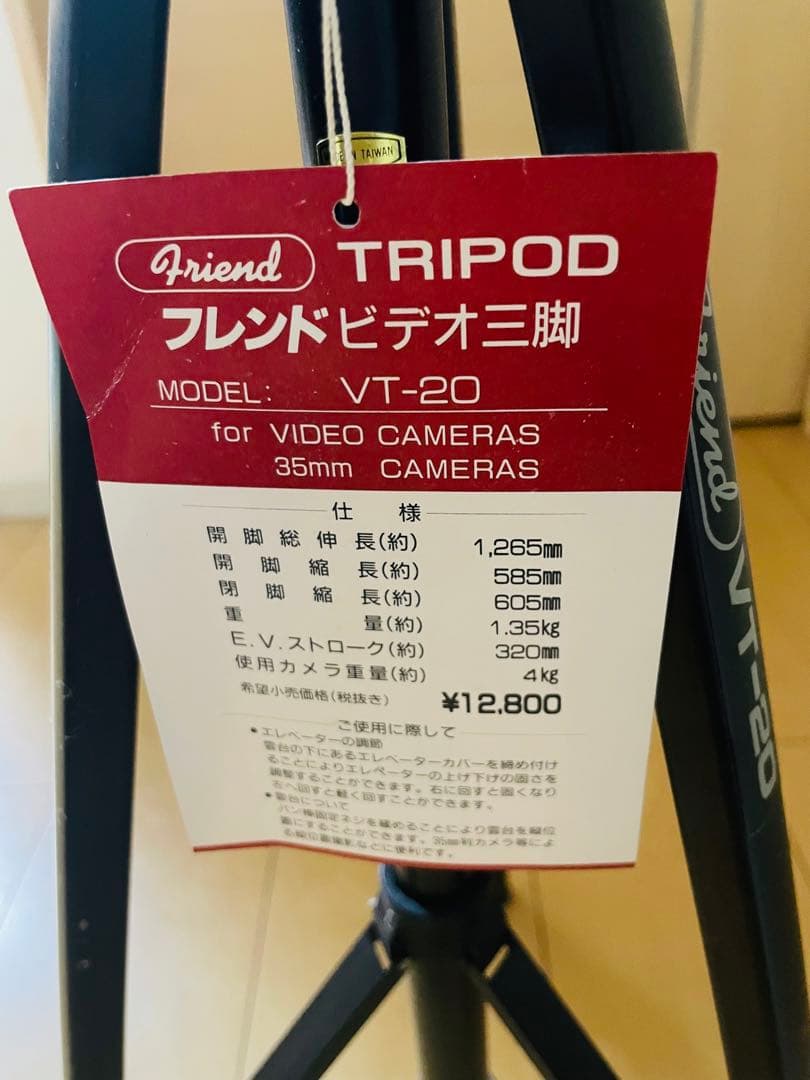 IN TAIWAN
Friend TRIPOD
フレンドビデオ三脚
MODEL: VT-20
for VIDEO CAMERAS
35mm CAMERAS
仕 様
開脚総伸長(約) 1,265㎜
開脚縮長(約) 585㎜
閉脚縮長(約) 605㎜
重量(約) 1.35㎏
E.V.ストローク(約) 320㎜
使用カメラ重量(約) 4㎏
希望小売価格(税抜き) ¥12,800
ご使用に際して
●エレベーターの調節
雲台の下にあるエレベーターカバーを締め付け
ることによりエレベーターの上げ下げの固さを
調整することができます。右に回すと固くなり
左へ回すと軽く回すことができます。
●雲台について
パン棒固定ネジを緩めることにより雲台を縦位
置にすることができます。35㎜判カメラ等によ
る縦位置撮影などに便利です。
Friend VT-20